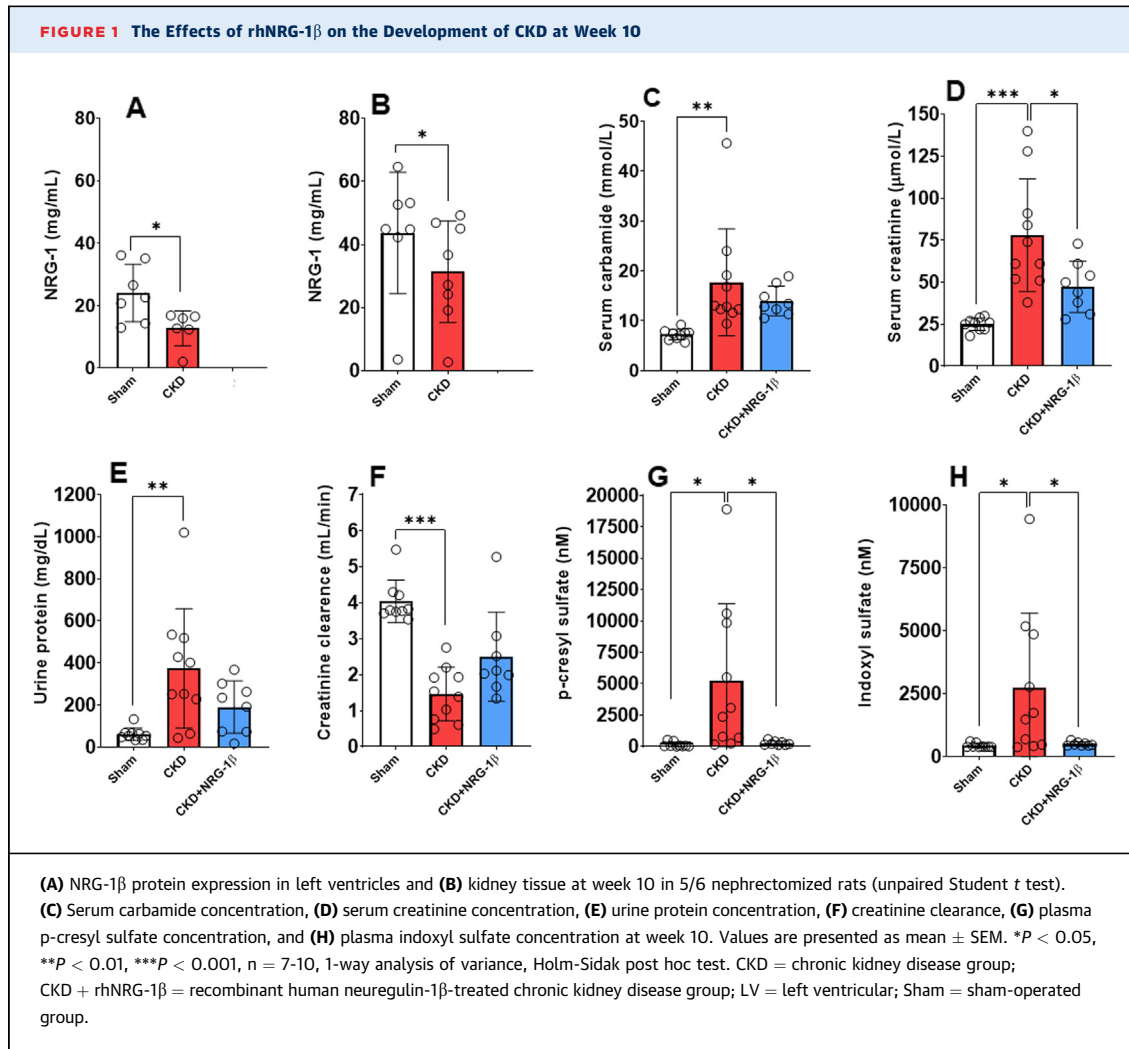 FIGURE 1 The Effects of rhNRG-1β on the Development of CKD at Week 10
A
NRG-1 (mg/mL)
80
60
40
20
0
*
Sham
CKD
B
NRG-1 (mg/mL)
80
60
40
20
0
*
Sham
CKD
C
Serum carbamide (mmol/L)
50
40
30
20
10
0
**
Sham
CKD
CKD+NRG-1β
D
Serum creatinine (μmol/L)
150
125
100
75
50
25
0
***
*
Sham
CKD
CKD+NRG-1β
E
Urine protein (mg/dL)
1200
1000
800
600
400
200
0
**
Sham
CKD
CKD+NRG-1β
F
Creatinine clearence (mL/min)
7
6
5
4
3
2
1
0
***
Sham
CKD
CKD+NRG-1β
G
p-cresyl sulfate (nM)
20000
17500
15000
12500
10000
7500
5000
2500
0
*
*
Sham
CKD
CKD+NRG-1β
H
Indoxyl sulfate (nM)
10000
7500
5000
2500
0
*
*
Sham
CKD
CKD+NRG-1β
(A) NRG-1β protein expression in left ventricles and (B) kidney tissue at week 10 in 5/6 nephrectomized rats (unpaired Student t test).
(C) Serum carbamide concentration, (D) serum creatinine concentration, (E) urine protein concentration, (F) creatinine clearance, (G) plasma
p-cresyl sulfate concentration, and (H) plasma indoxyl sulfate concentration at week 10. Values are presented as mean ± SEM. *P < 0.05,
**P < 0.01, ***P < 0.001, n = 7-10, 1-way analysis of variance, Holm-Sidak post hoc test. CKD = chronic kidney disease group;
CKD + rhNRG-1β = recombinant human neuregulin-1β-treated chronic kidney disease group; LV = left ventricular; Sham = sham-operated
group.